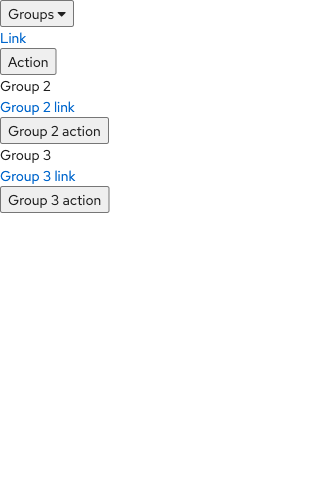 Groups
Link
Action
Group 2
Group 2 link
Group 2 action
Group 3
Group 3 link
Group 3 action